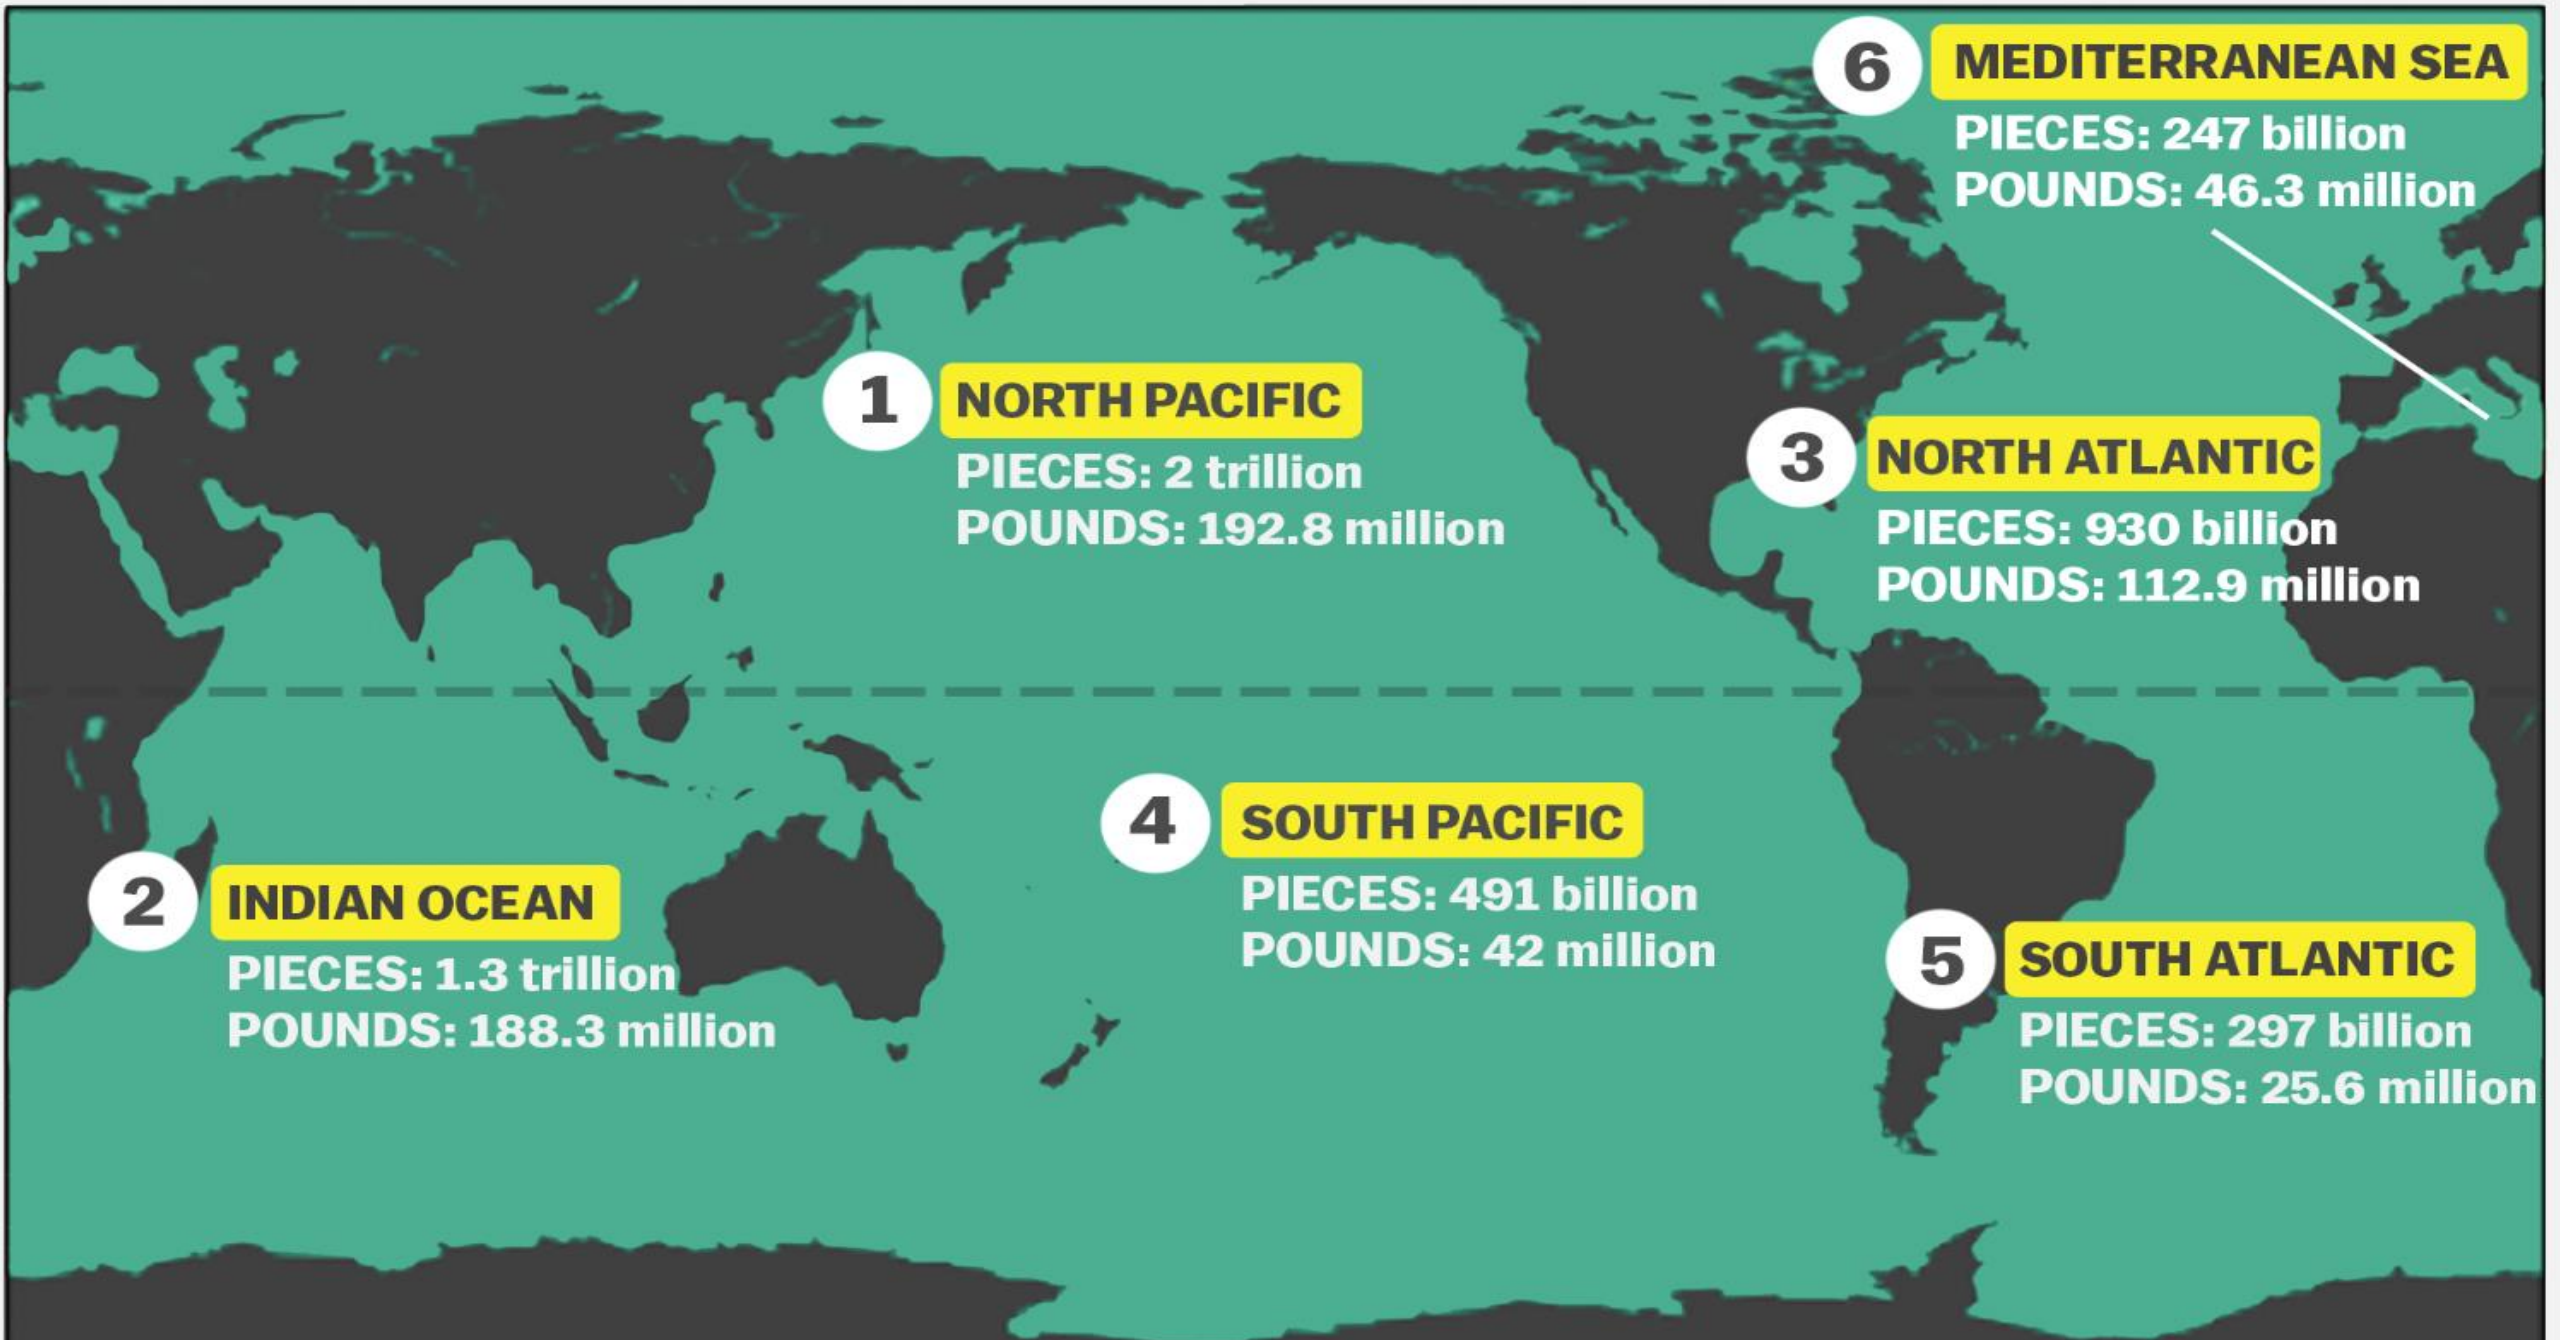 6
MEDITERRANEAN SEA
PIECES: 247 billion
POUNDS: 46.3 million
1
NORTH PACIFIC
PIECES: 2 trillion
POUNDS: 192.8 million
3
NORTH ATLANTIC
PIECES: 930 billion
POUNDS: 112.9 million
4
SOUTH PACIFIC
PIECES: 491 billion
POUNDS: 42 million
2
INDIAN OCEAN
PIECES: 1.3 trillion
POUNDS: 188.3 million
5
SOUTH ATLANTIC
PIECES: 297 billion
POUNDS: 25.6 million